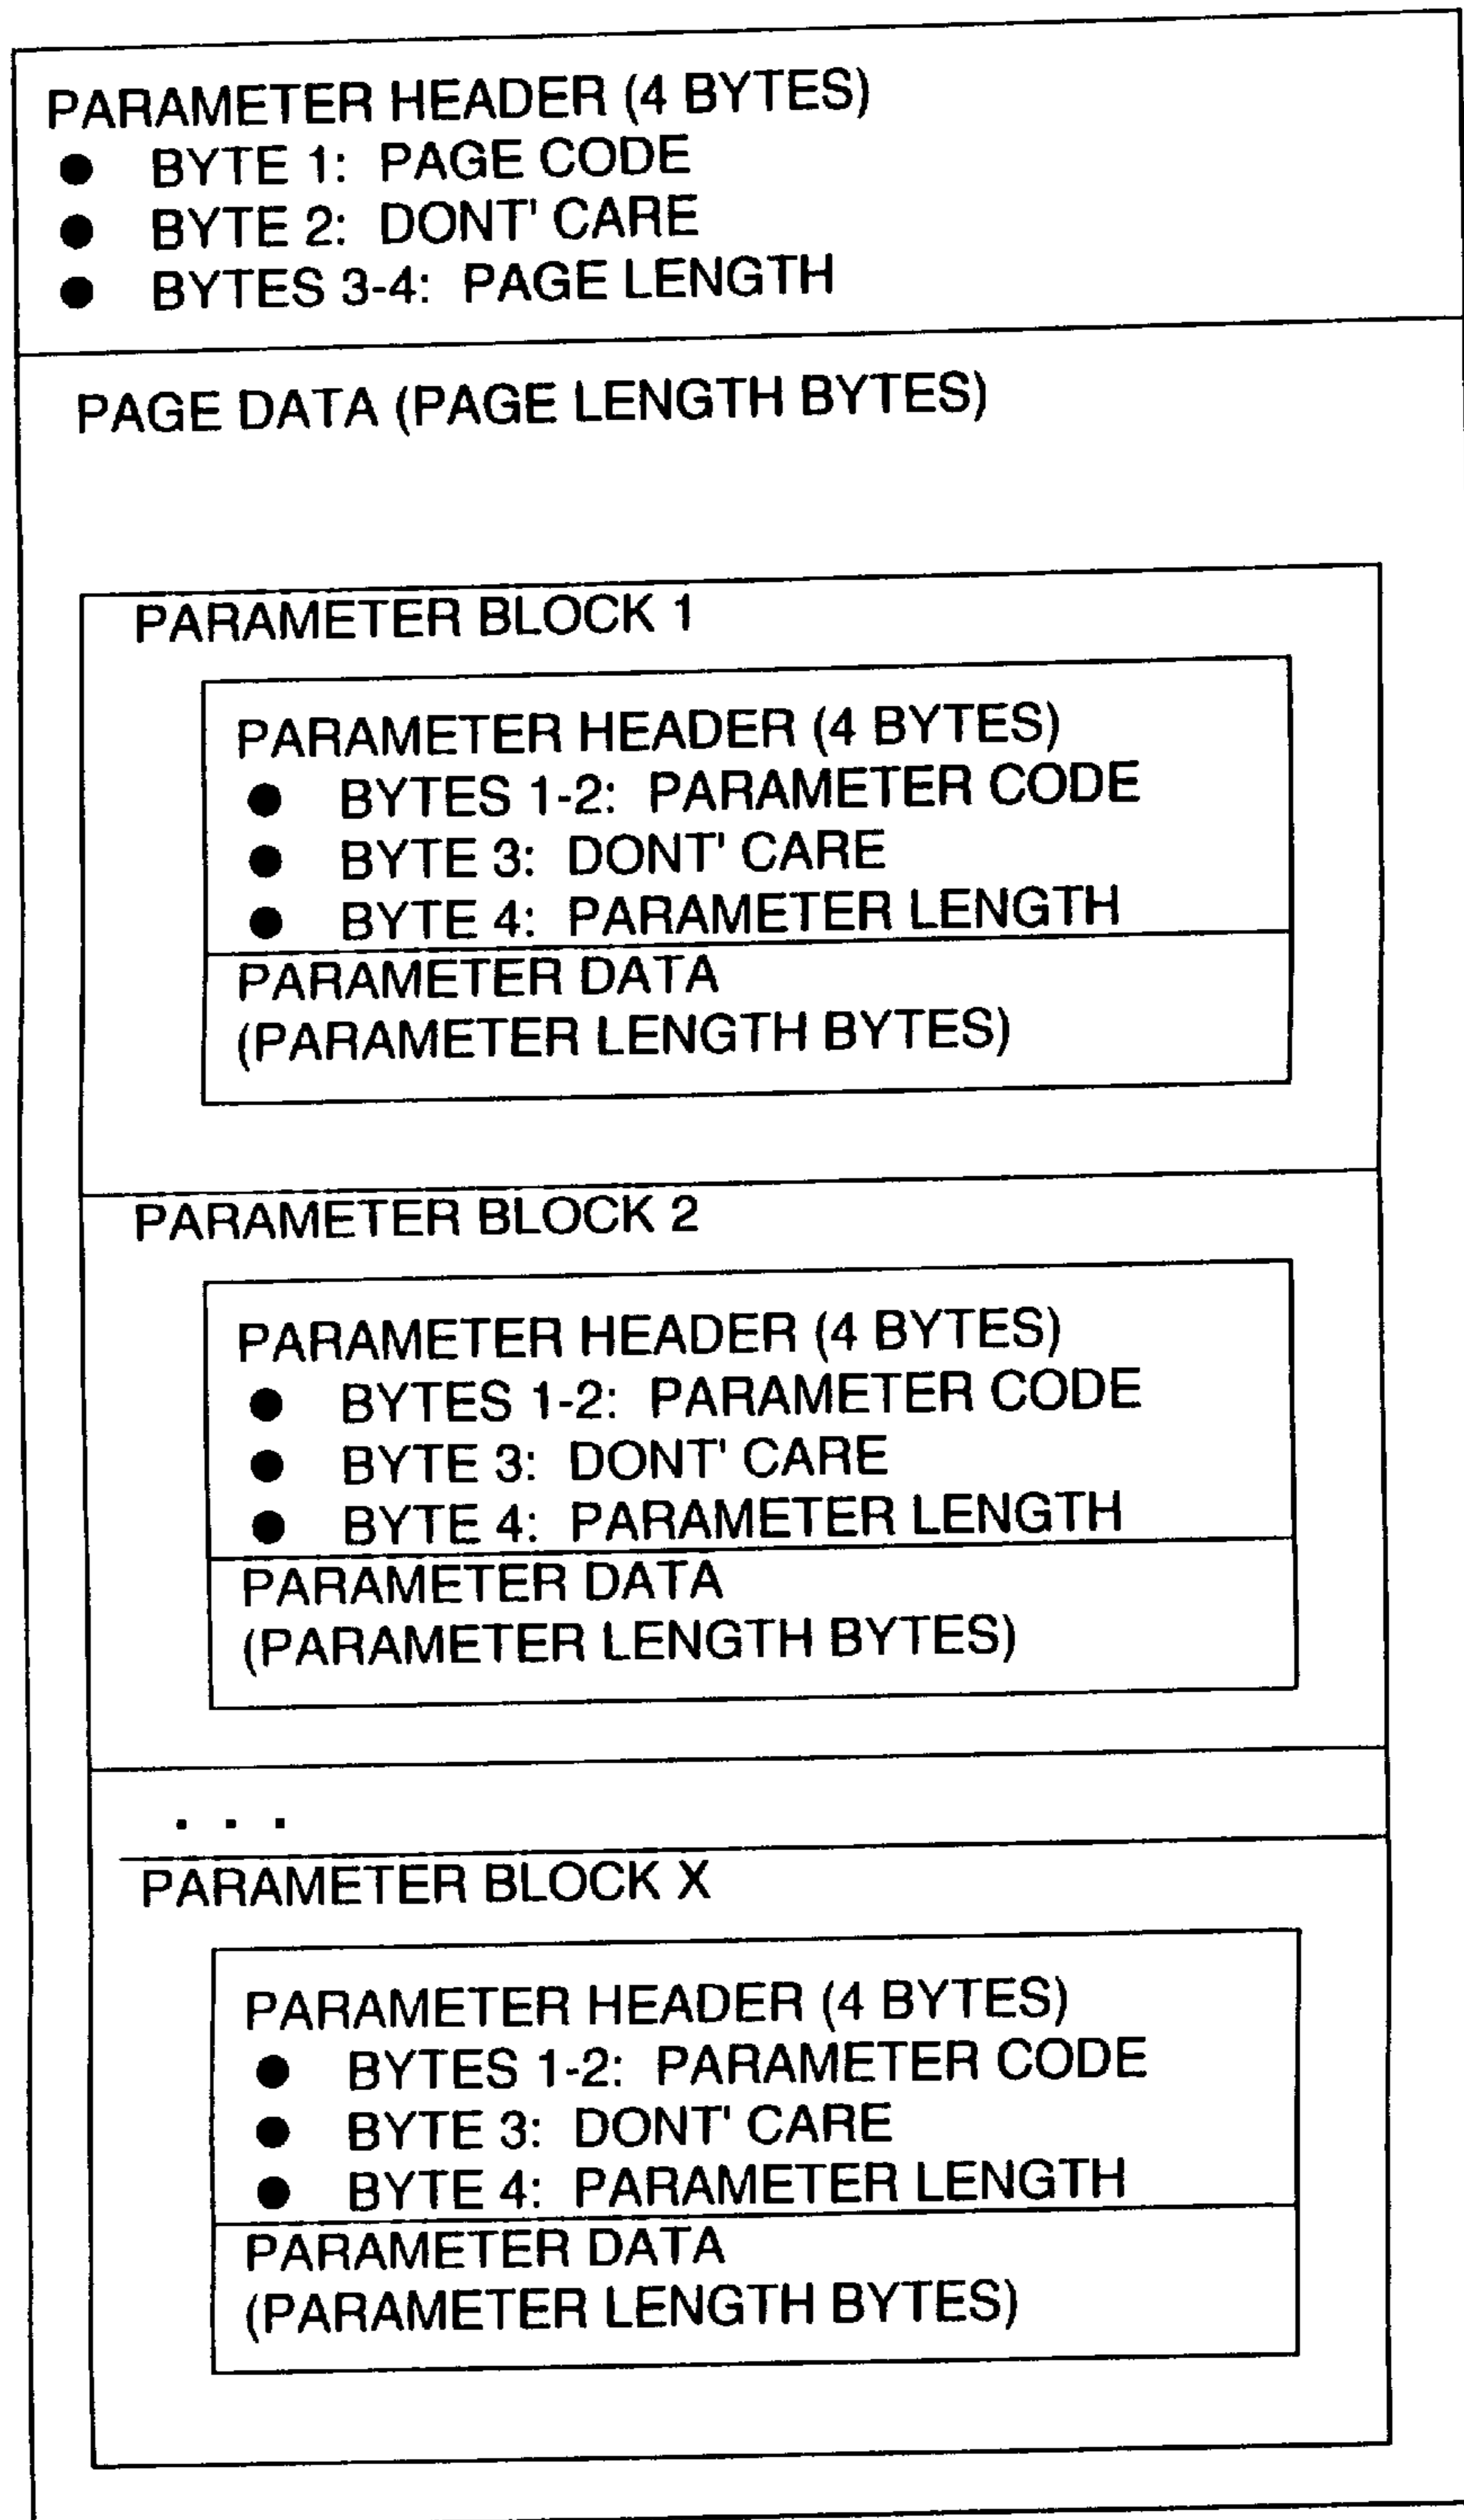 PARAMETER HEADER (4 BYTES)
● BYTE 1: PAGE CODE
● BYTE 2: DONT' CARE
● BYTES 3-4: PAGE LENGTH
PAGE DATA (PAGE LENGTH BYTES)
PARAMETER BLOCK 1
PARAMETER HEADER (4 BYTES)
● BYTES 1-2: PARAMETER CODE
● BYTE 3: DONT' CARE
● BYTE 4: PARAMETER LENGTH
PARAMETER DATA
(PARAMETER LENGTH BYTES)
PARAMETER BLOCK 2
PARAMETER HEADER (4 BYTES)
● BYTES 1-2: PARAMETER CODE
● BYTE 3: DONT' CARE
● BYTE 4: PARAMETER LENGTH
PARAMETER DATA
(PARAMETER LENGTH BYTES)
. . .
PARAMETER BLOCK X
PARAMETER HEADER (4 BYTES)
● BYTES 1-2: PARAMETER CODE
● BYTE 3: DONT' CARE
● BYTE 4: PARAMETER LENGTH
PARAMETER DATA
(PARAMETER LENGTH BYTES)